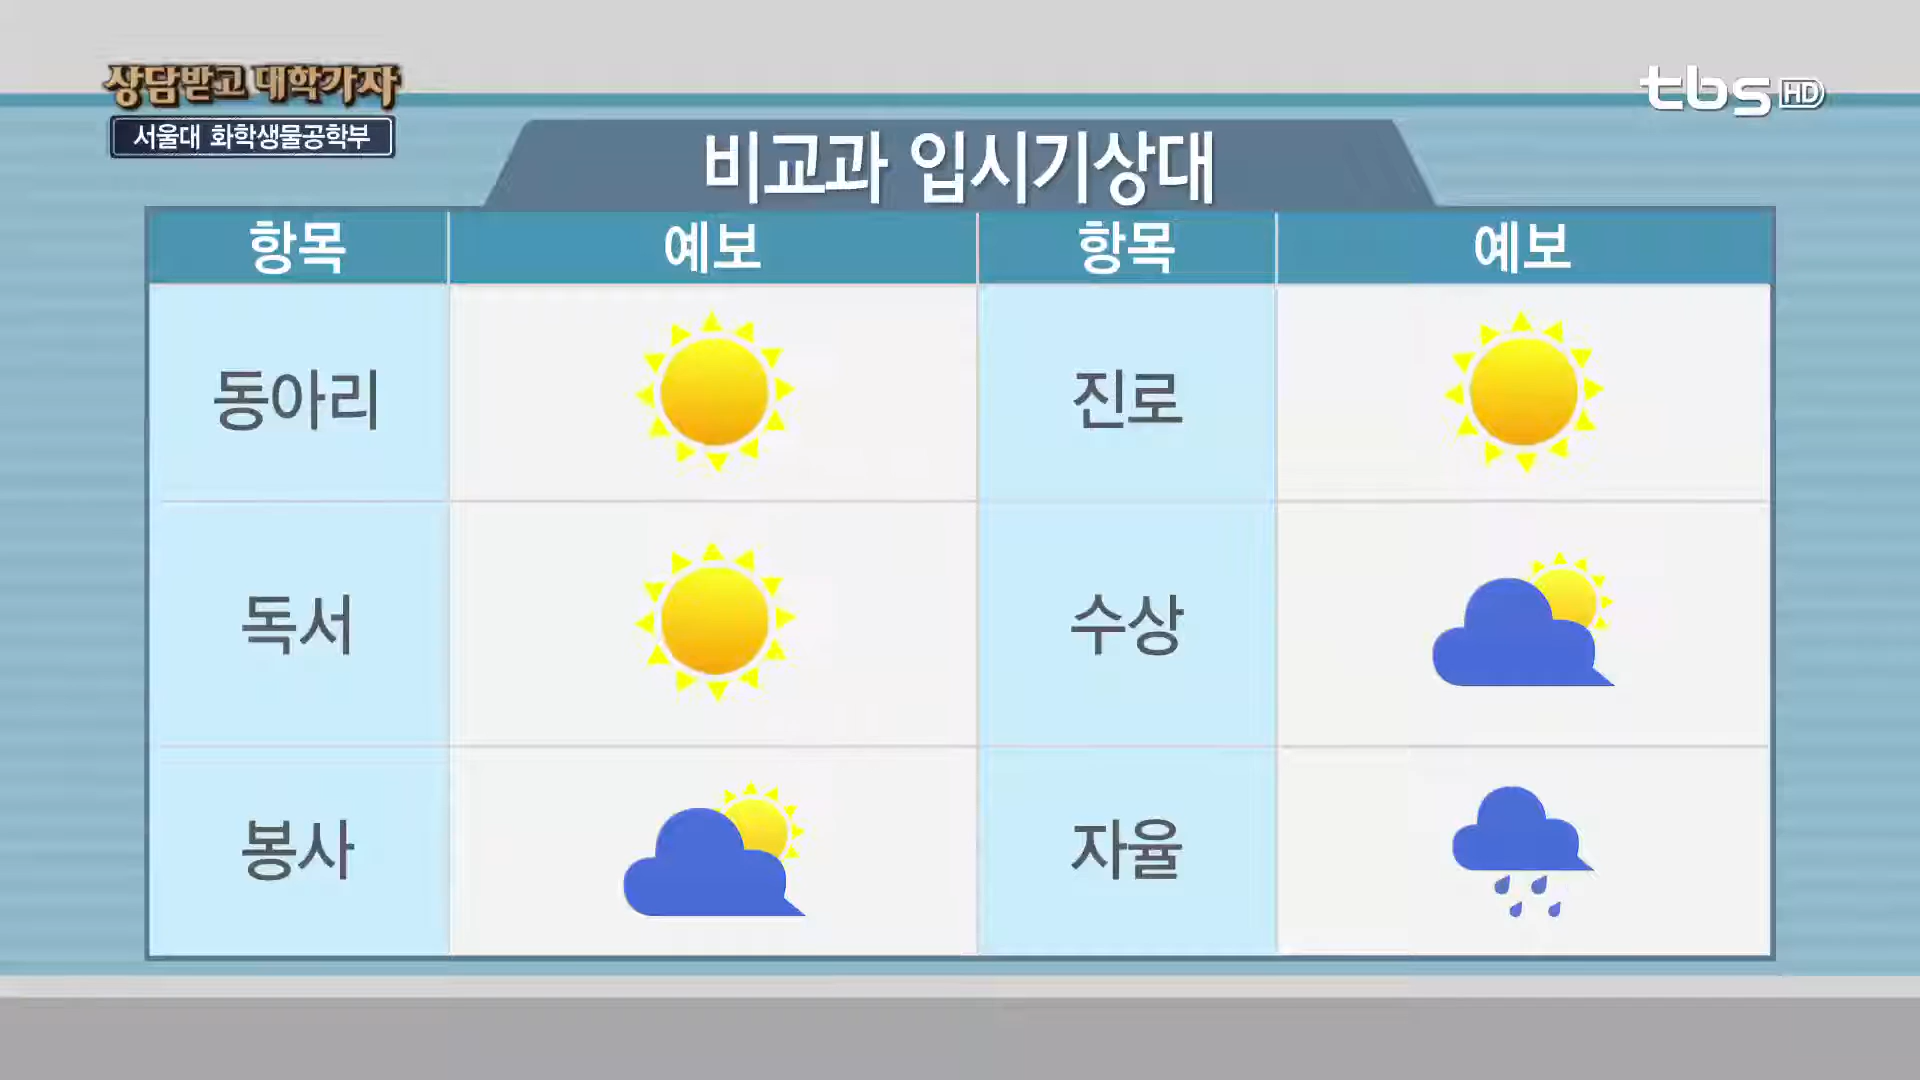 상담받고 대학가자
서울대 화학생물공학부
tbs HD
비교과 입시기상대
항목 예보 항목 예보
동아리 진로
독서 수상
봉사 자율